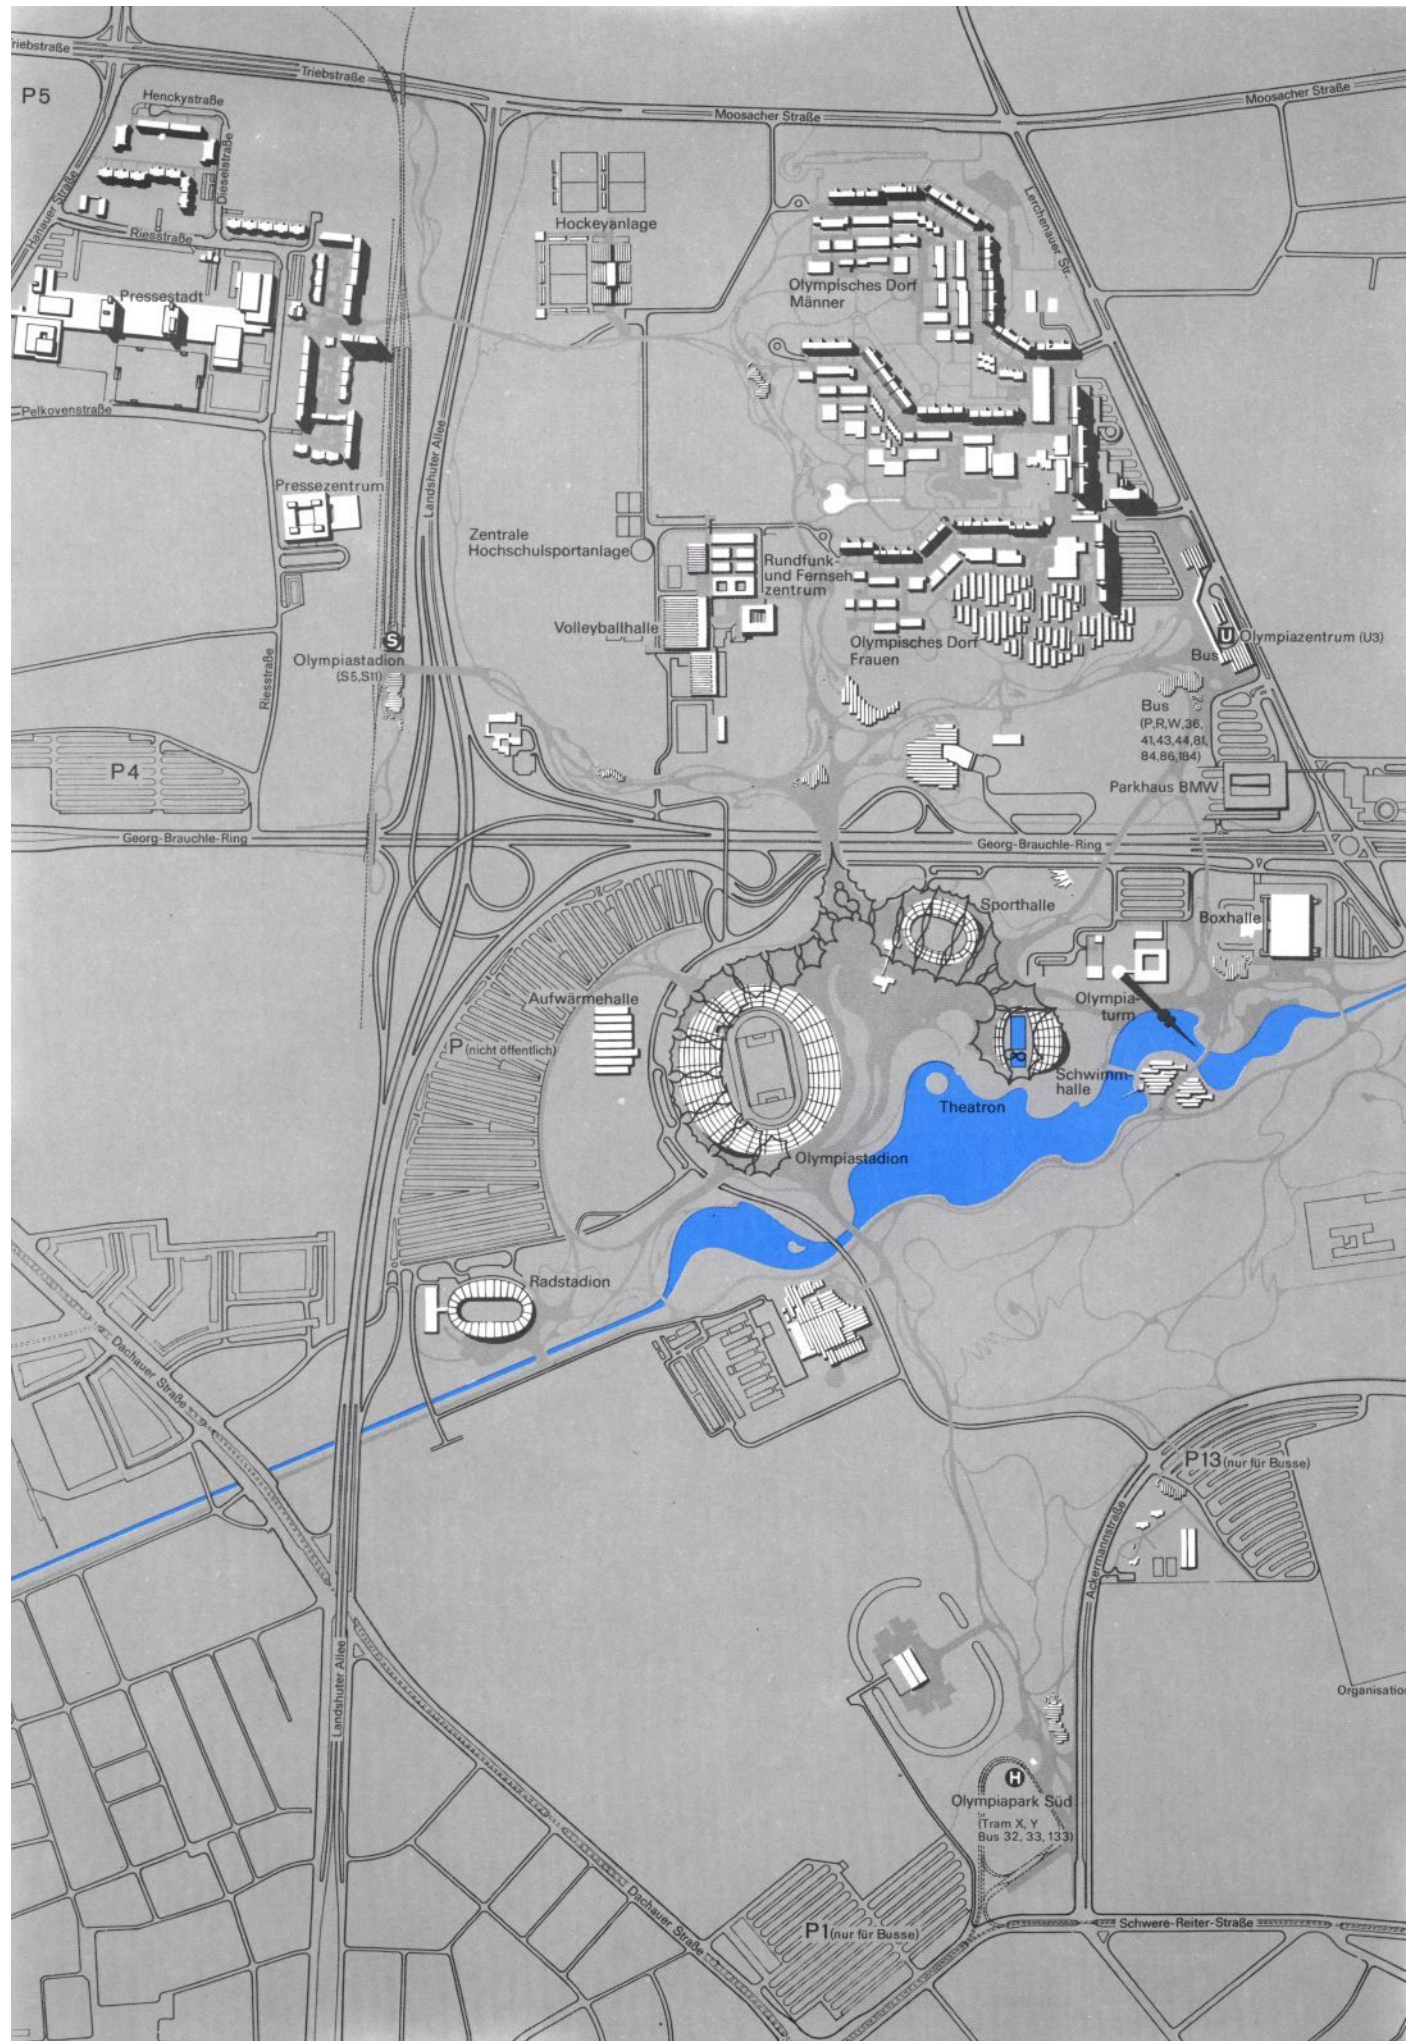 Triebstraße
Triebstraße
P5
Henckystraße
Moosacher Straße
Moosacher Straße
Dieselstraße
Hanauer Straße
Lerchenauer Str.
Hockeyanlage
Riesstraße
Olympisches Dorf
Männer
Pressestadt
Pelkovenstraße
Landshuter Allee
Pressezentrum
Zentrale
Hochschulsportanlage
Rundfunk-
und Fernseh
zentrum
Volleyballhalle
Olympisches Dorf
Frauen
S
Olympiastadion
(S5,S11)
U
Olympiazentrum (U3)
Bus
Riesstraße
Bus
(P,R,W,36,
41,43,44,81,
84,86,184)
P4
Parkhaus BMW
Georg-Brauchle-Ring
Georg-Brauchle-Ring
Sporthalle
Boxhalle
Aufwärmehalle
Olympia-
turm
P (nicht öffentlich)
Schwimm-
halle
Theatron
Olympiastadion
Radstadion
Dachauer Straße
P13 (nur für Busse)
Ackermannstraße
Landshuter Allee
Organisatio
H
Olympiapark Süd
(Tram X, Y
Bus 32, 33, 133)
Dachauer Straße
P1 (nur für Busse)
Schwere-Reiter-Straße